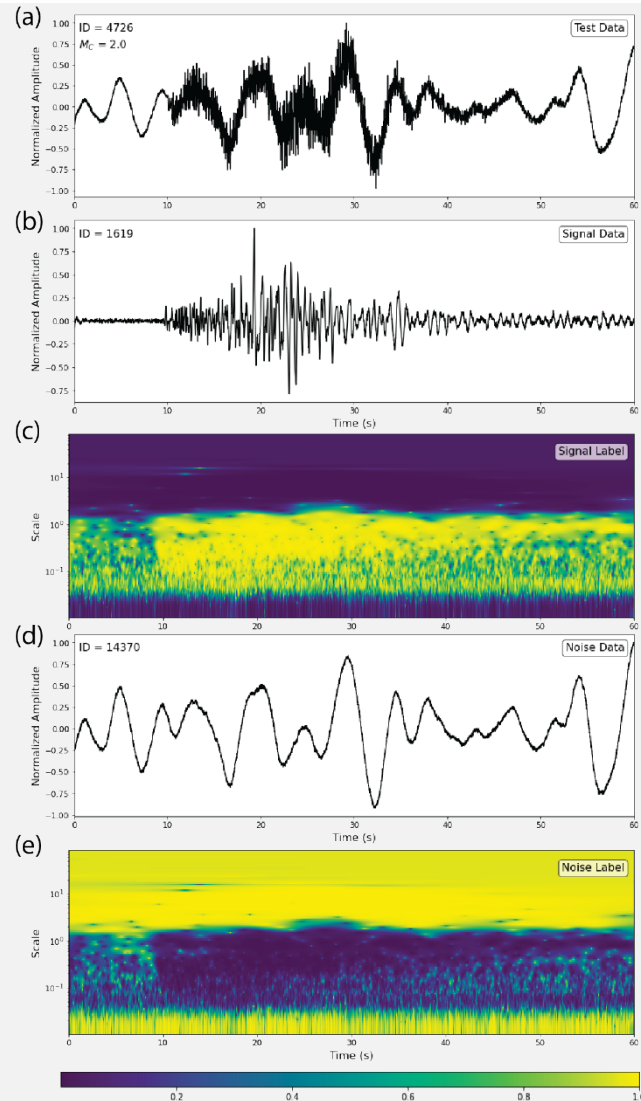 (a)
ID = 4726
M_C = 2.0
Test Data
Normalized Amplitude
1.00
0.75
0.50
0.25
0.00
−0.25
−0.50
−0.75
−1.00
0 10 20 30 40 50 60
(b)
ID = 1619
Signal Data
Normalized Amplitude
1.00
0.75
0.50
0.25
0.00
−0.25
−0.50
−0.75
0 10 20 30 40 50 60
Time (s)
(c)
Signal Label
Scale
10¹
10⁰
10⁻¹
0 10 20 30 40 50 60
(d)
ID = 14370
Noise Data
Normalized Amplitude
1.00
0.75
0.50
0.25
0.00
−0.25
−0.50
−0.75
−1.00
0 10 20 30 40 50 60
Time (s)
(e)
Noise Label
Scale
10¹
10⁰
10⁻¹
0 10 20 30 40 50 60
Time (s)
0.2 0.4 0.6 0.8